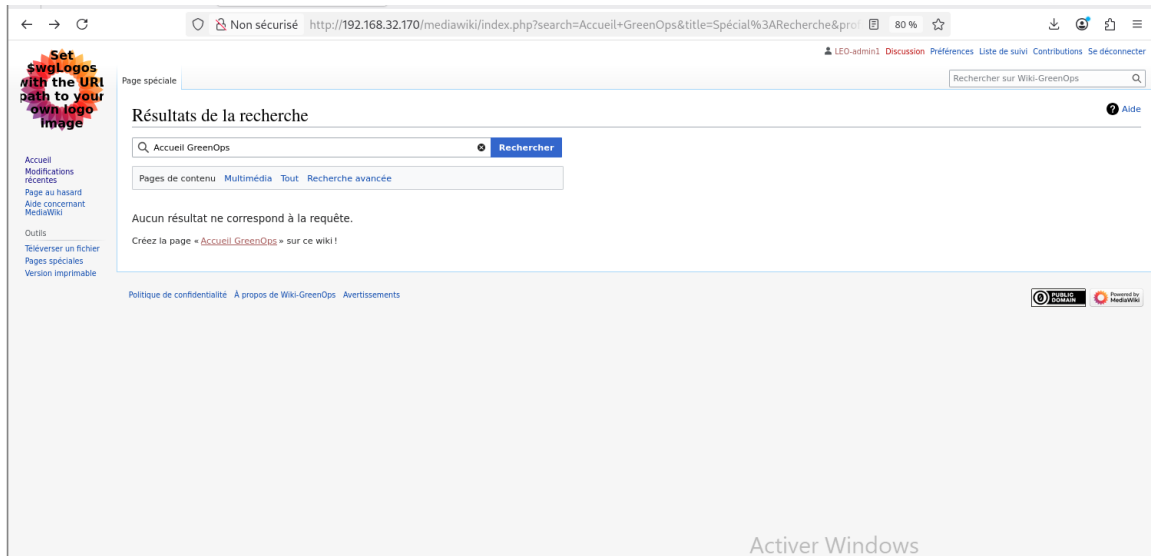 Non sécurisé http://192.168.32.170/mediawiki/index.php?search=Accueil+GreenOps&title=Spécial%3ARecherche&pro 80 %
LEO-admin1 Discussion Préférences Liste de suivi Contributions Se déconnecter
Set
$wgLogos
with the URL
path to your
own logo
image
Page spéciale
Rechercher sur Wiki-GreenOps
Résultats de la recherche
Aide
Accueil GreenOps
Rechercher
Pages de contenu Multimédia Tout Recherche avancée
Aucun résultat ne correspond à la requête.
Créez la page « Accueil GreenOps » sur ce wiki !
Accueil
Modifications
récentes
Page au hasard
Aide concernant
MediaWiki
Outils
Téléverser un fichier
Pages spéciales
Version imprimable
Politique de confidentialité À propos de Wiki-GreenOps Avertissements
PUBLIC
DOMAIN
Powered by
MediaWiki
Activer Windows